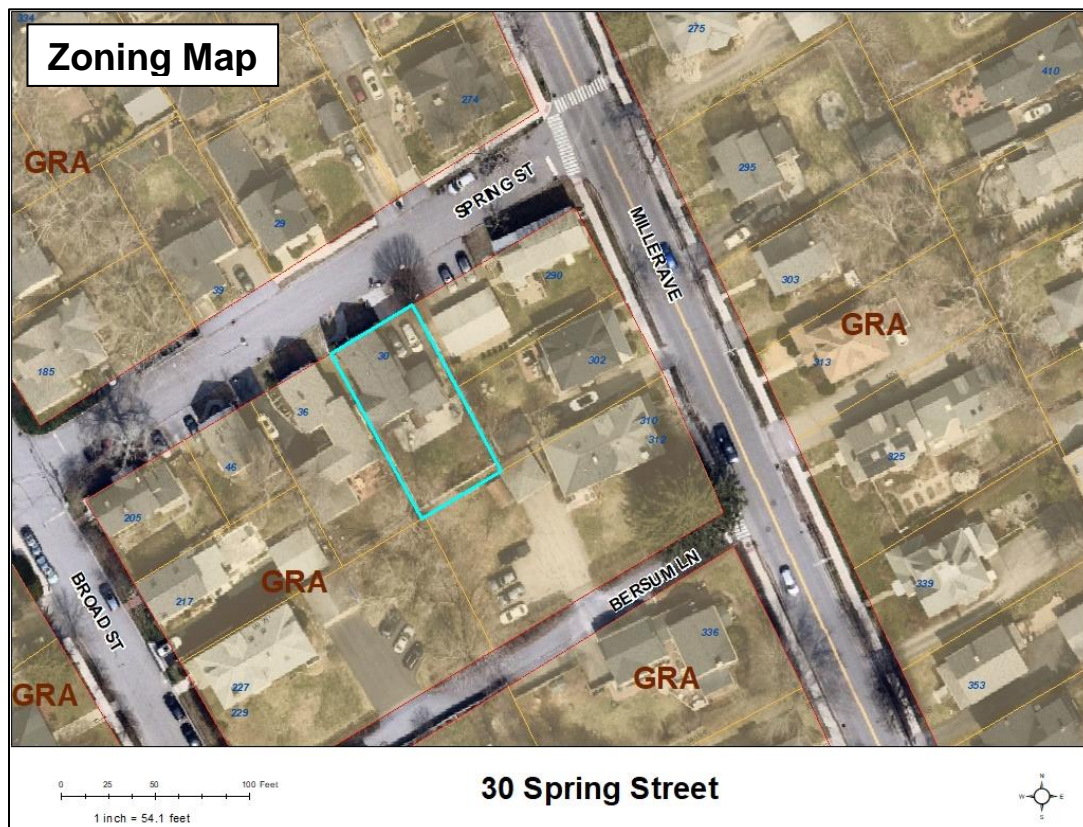 Zoning Map
334
274
275
410
GRA
29
SPRING ST
295
39
MILLER AVE
290
303
185
30
302
313
GRA
36
310
312
46
325
205
GRA
BERSUM LN
339
217
BROAD ST
336
GRA
GRA
353
227
229
0 25 50 100 Feet
1 inch = 54.1 feet
30 Spring Street
N
W E
S